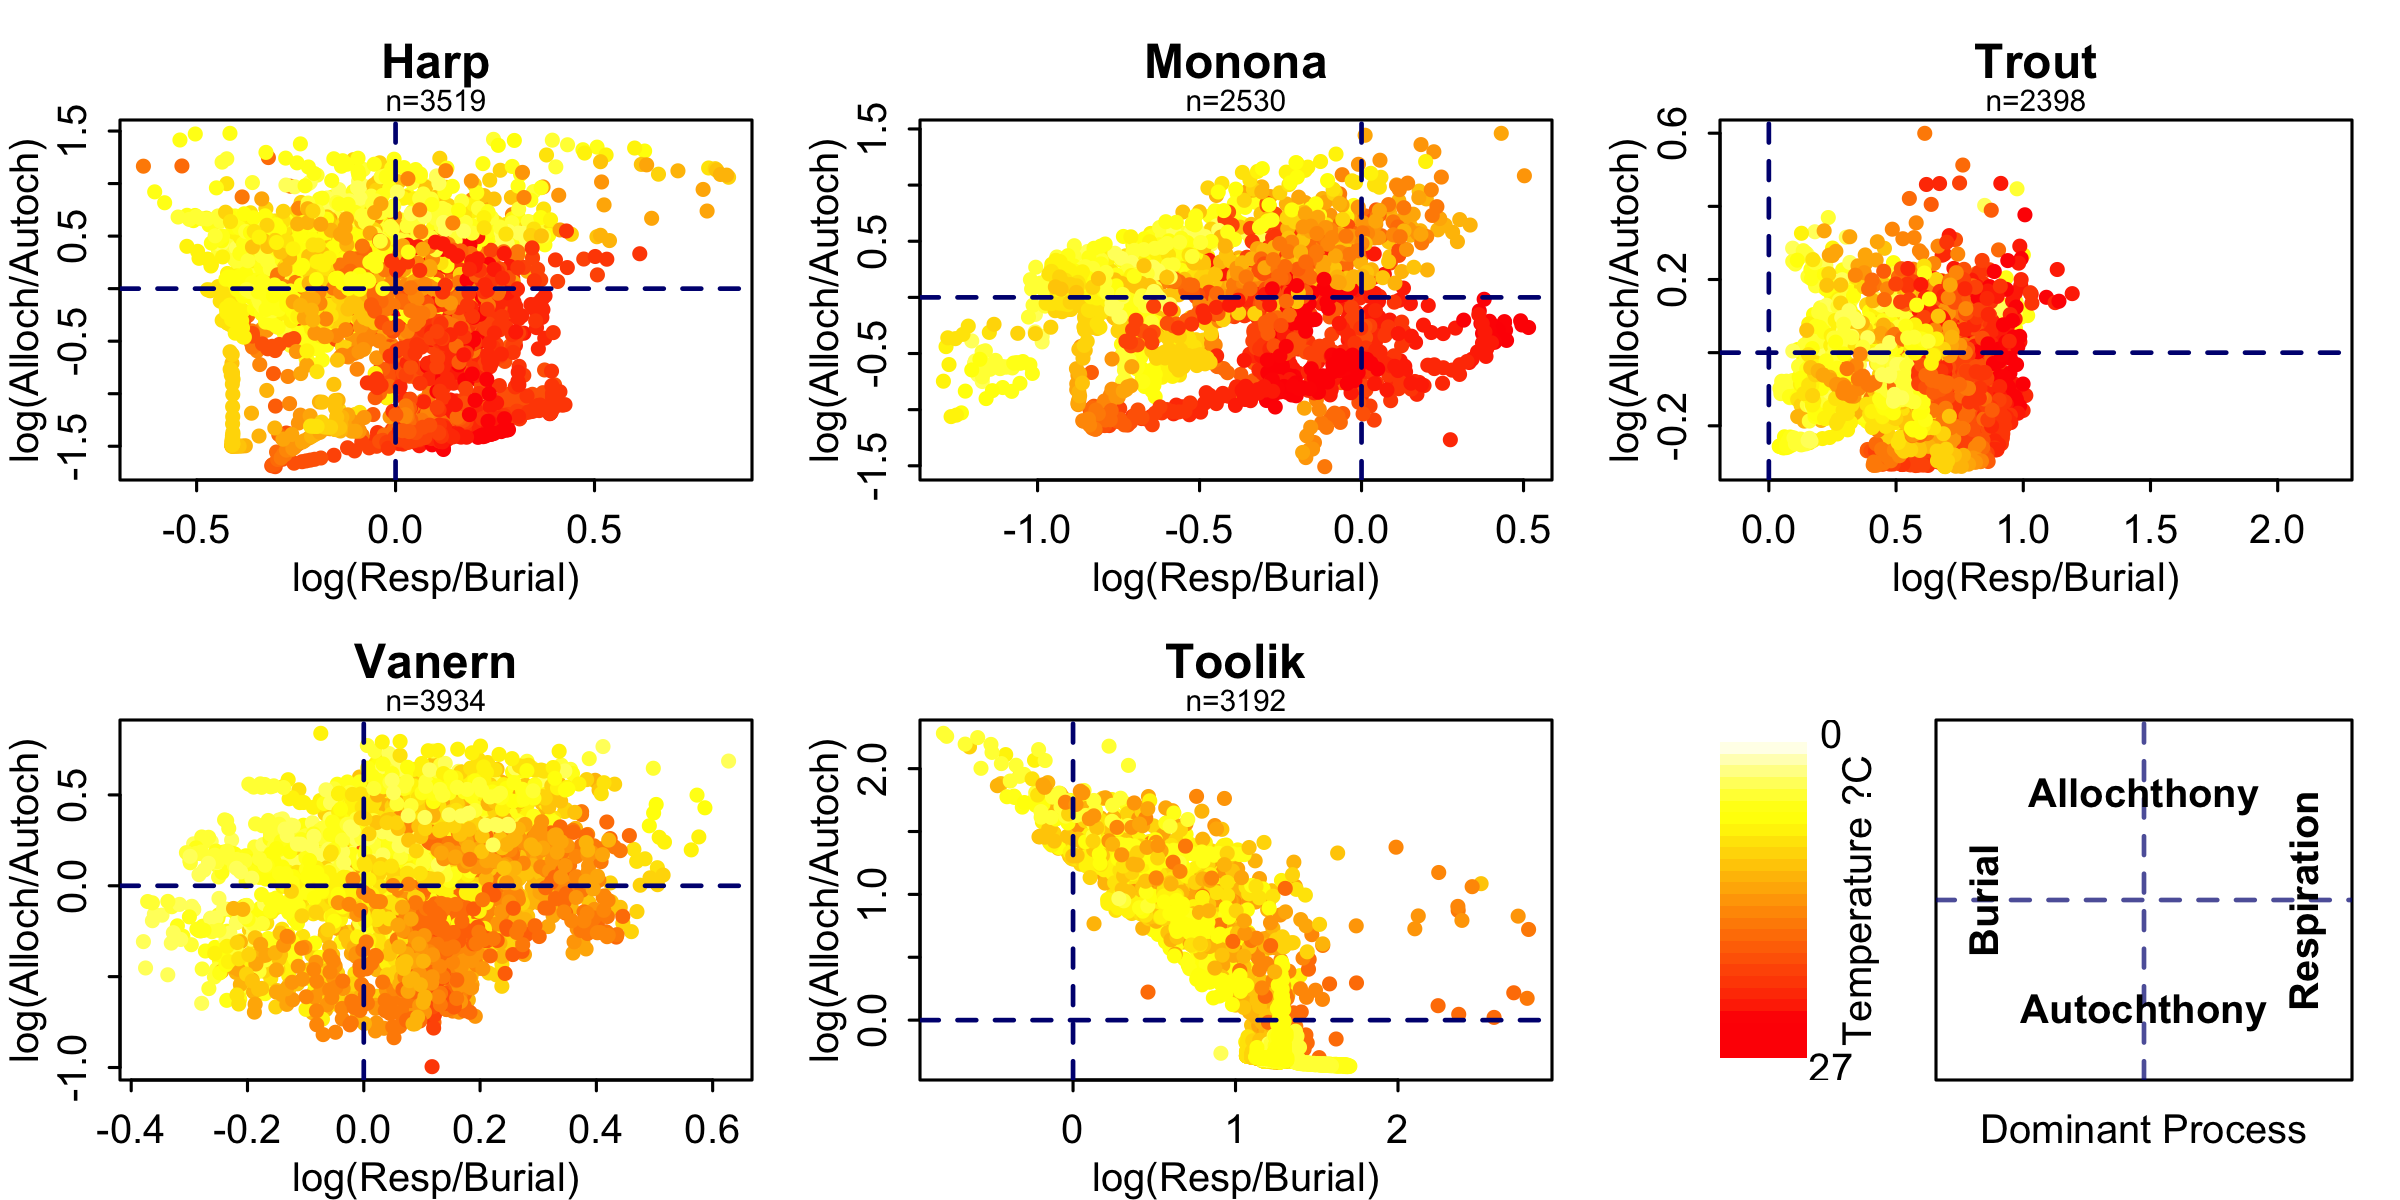 Harp
n=3519
log(Alloch/Autoch)
1.5
0.5
-0.5
-1.5
-0.5 0.0 0.5
log(Resp/Burial)
Monona
n=2530
log(Alloch/Autoch)
1.5
0.5
-0.5
-1.5
-1.0 -0.5 0.0 0.5
log(Resp/Burial)
Trout
n=2398
log(Alloch/Autoch)
0.6
0.2
-0.2
0.0 0.5 1.0 1.5 2.0
log(Resp/Burial)
Vanern
n=3934
log(Alloch/Autoch)
0.5
0.0
-1.0
-0.4 -0.2 0.0 0.2 0.4 0.6
log(Resp/Burial)
Toolik
n=3192
log(Alloch/Autoch)
2.0
1.0
0.0
0 1 2
log(Resp/Burial)
0
Temperature ?C
27
Allochthony
Burial
Respiration
Autochthony
Dominant Process